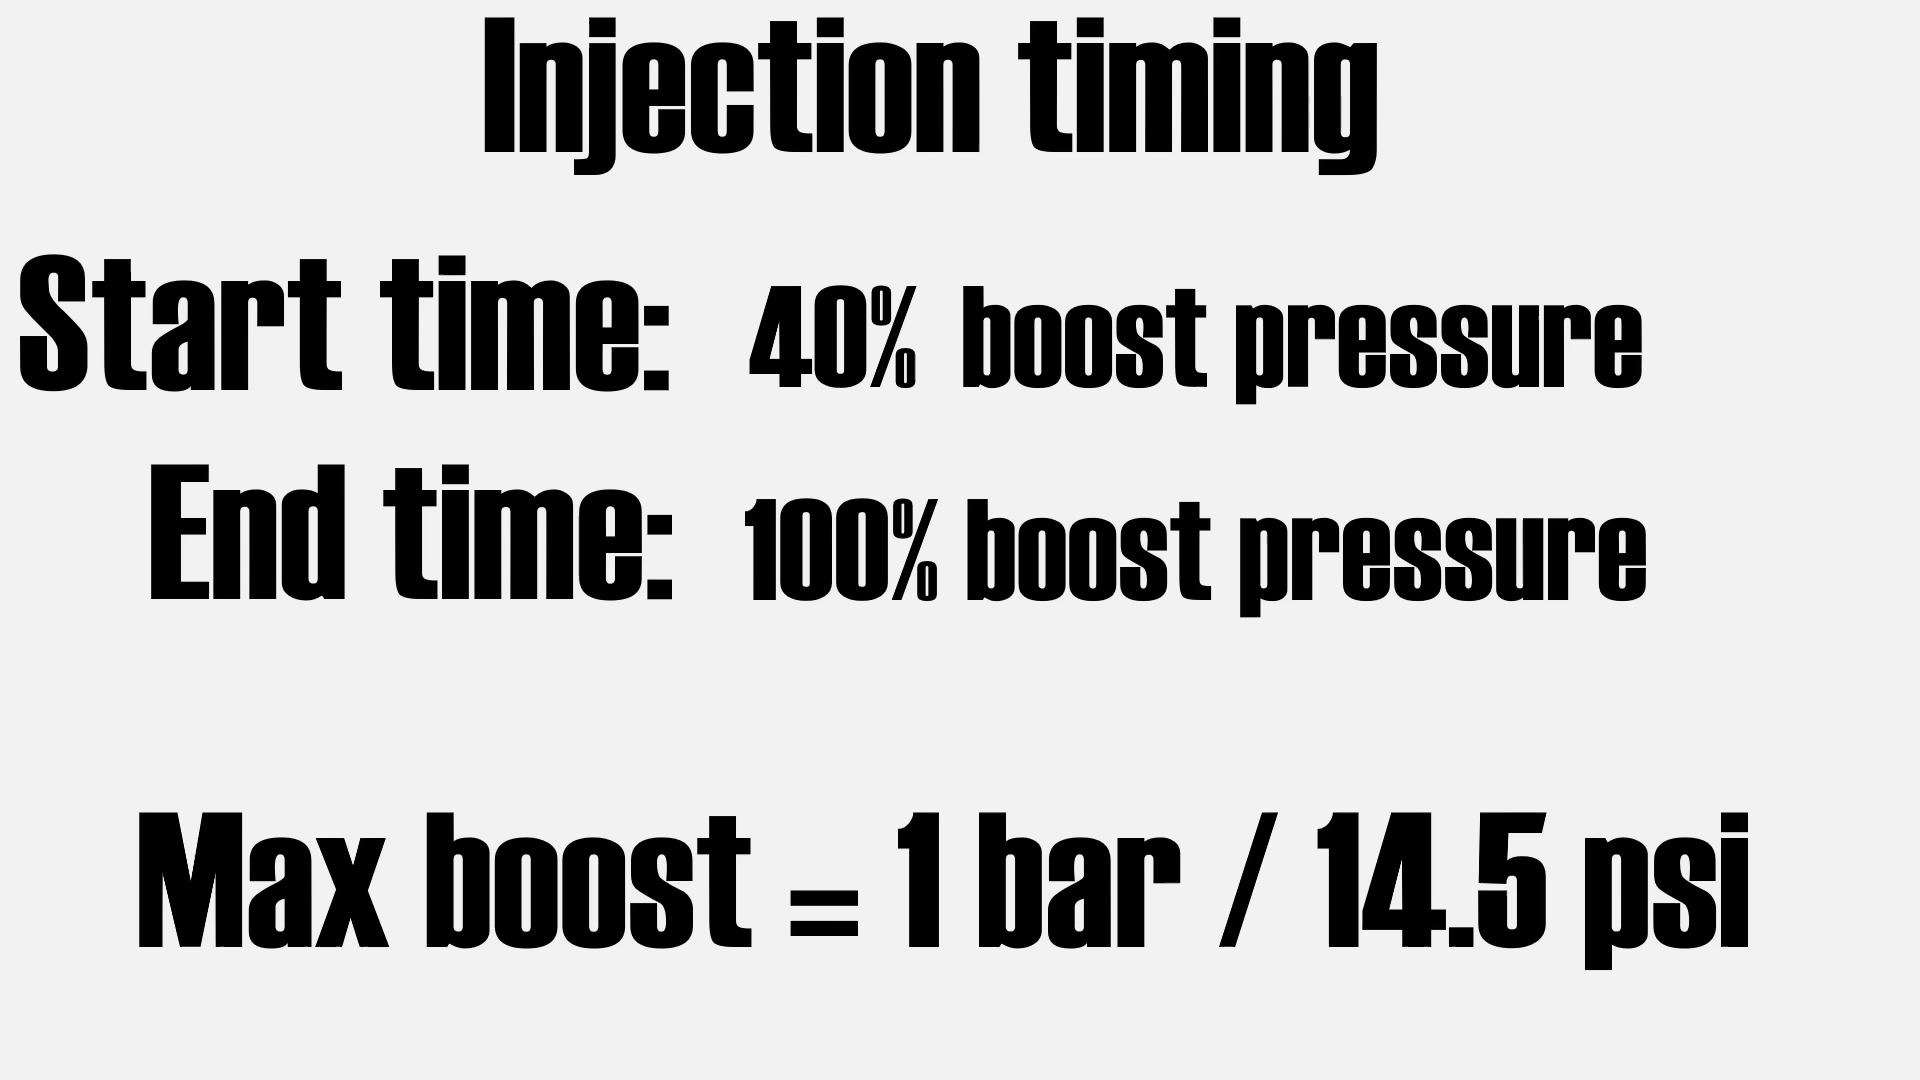 Injection timing
Start time: 40% boost pressure
End time: 100% boost pressure
Max boost = 1 bar / 14.5 psi